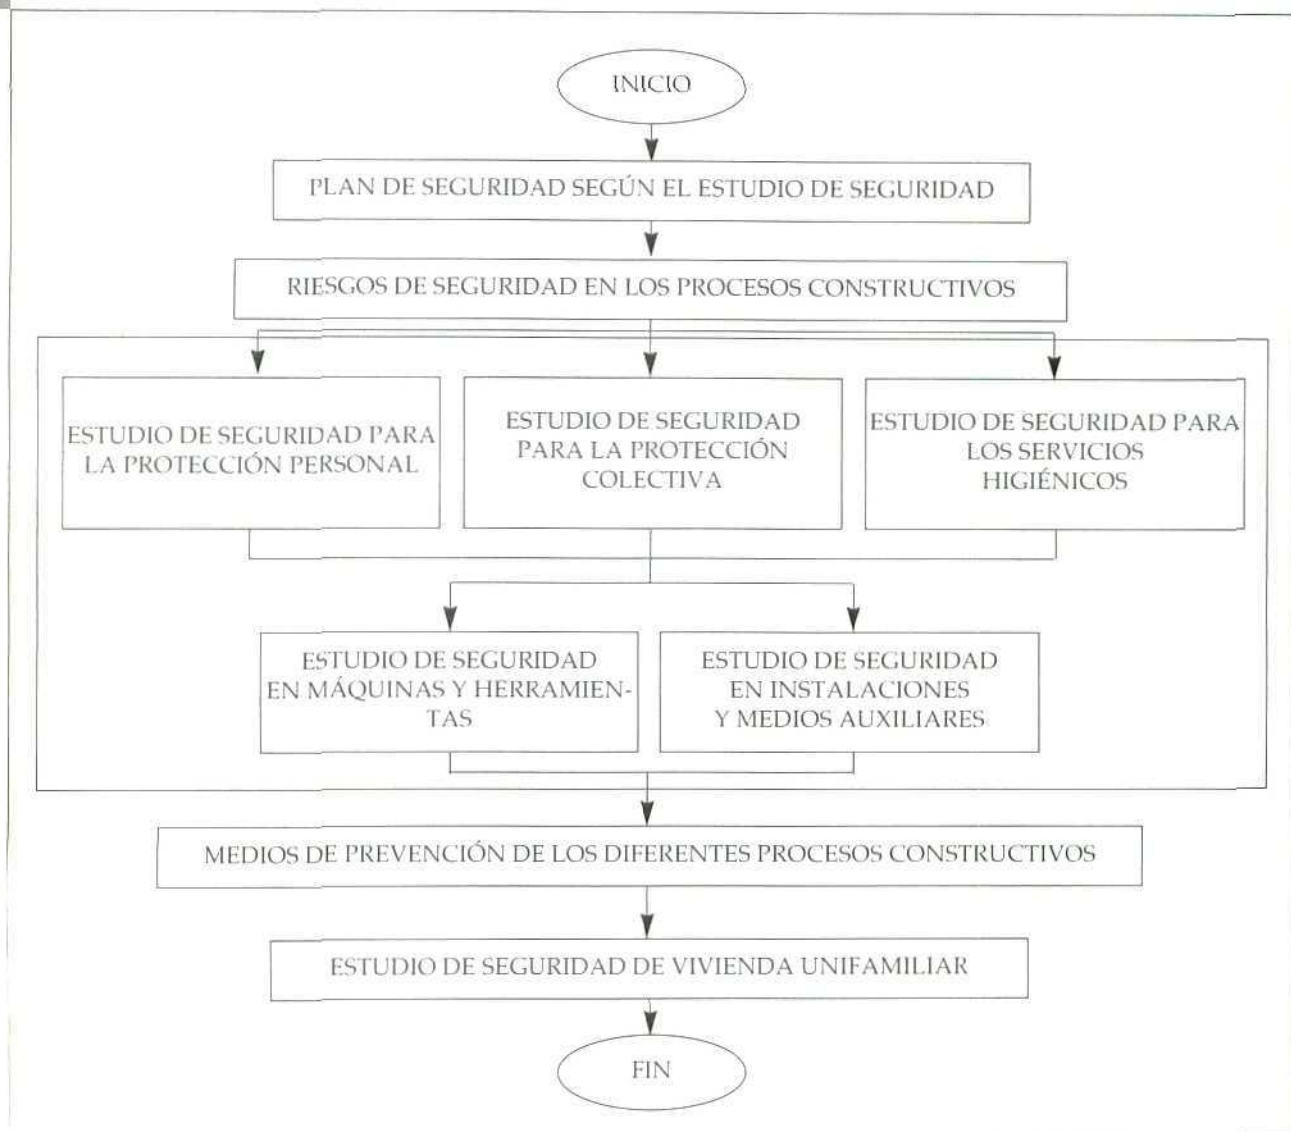 INICIO
PLAN DE SEGURIDAD SEGÚN EL ESTUDIO DE SEGURIDAD
RIESGOS DE SEGURIDAD EN LOS PROCESOS CONSTRUCTIVOS
ESTUDIO DE SEGURIDAD PARA
LA PROTECCIÓN PERSONAL
ESTUDIO DE SEGURIDAD
PARA LA PROTECCIÓN
COLECTIVA
ESTUDIO DE SEGURIDAD PARA
LOS SERVICIOS
HIGIÉNICOS
ESTUDIO DE SEGURIDAD
EN MÁQUINAS Y HERRAMIEN-
TAS
ESTUDIO DE SEGURIDAD
EN INSTALACIONES
Y MEDIOS AUXILIARES
MEDIOS DE PREVENCIÓN DE LOS DIFERENTES PROCESOS CONSTRUCTIVOS
ESTUDIO DE SEGURIDAD DE VIVIENDA UNIFAMILIAR
FIN